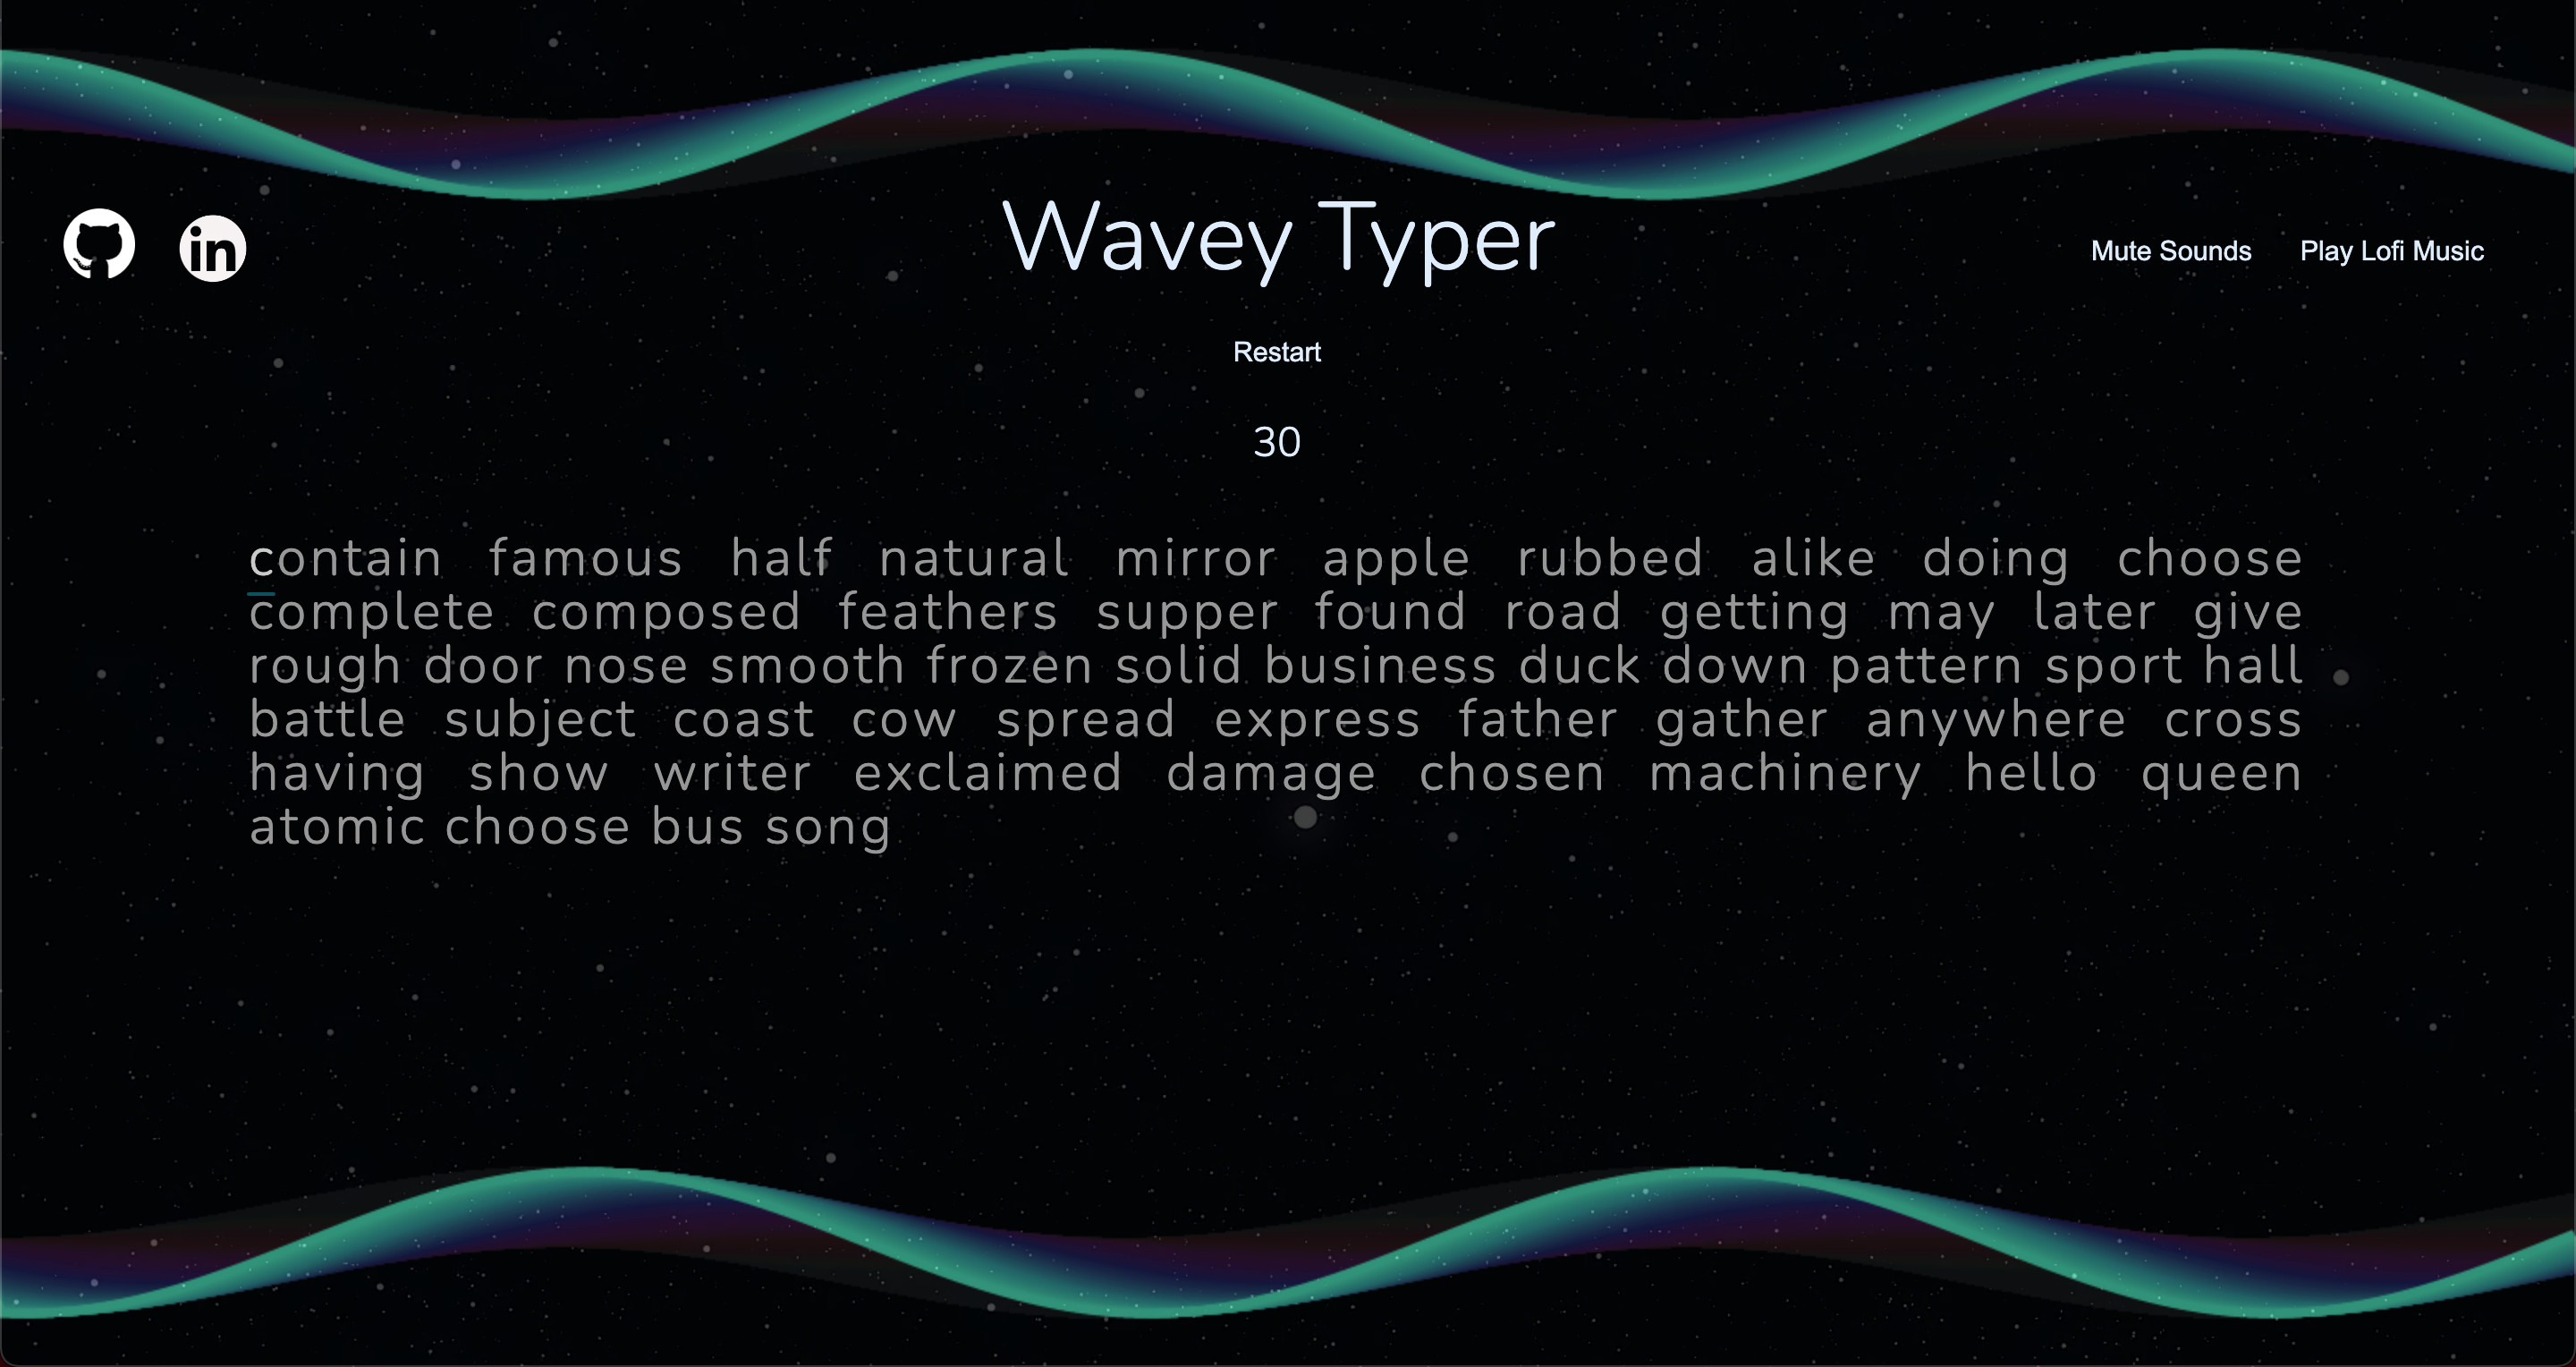 in
Wavey Typer
Mute Sounds
Play Lofi Music
Restart
30
contain famous half natural mirror apple rubbed alike doing choose
complete composed feathers supper found road getting may later give
rough door nose smooth frozen solid business duck down pattern sport hall
battle subject coast cow spread express father gather anywhere cross
having show writer exclaimed damage chosen machinery hello queen
atomic choose bus song